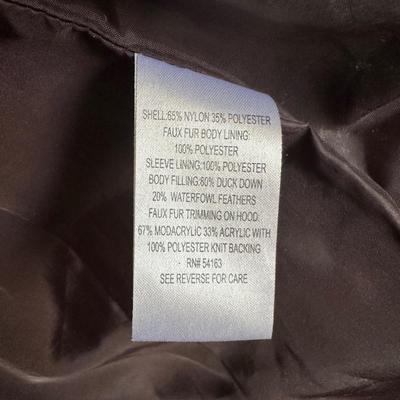 SHELL:65% NYLON 35% POLYESTER
FAUX FUR BODY LINING:
100% POLYESTER
SLEEVE LINING:100% POLYESTER
BODY FILLING:60% DUCK DOWN
20% WATERFOWL FEATHERS
FAUX FUR TRIMMING ON HOOD:
67% MODACRYLIC 33% ACRYLIC WITH
100% POLYESTER KNIT BACKING
RN# 54163
SEE REVERSE FOR CARE